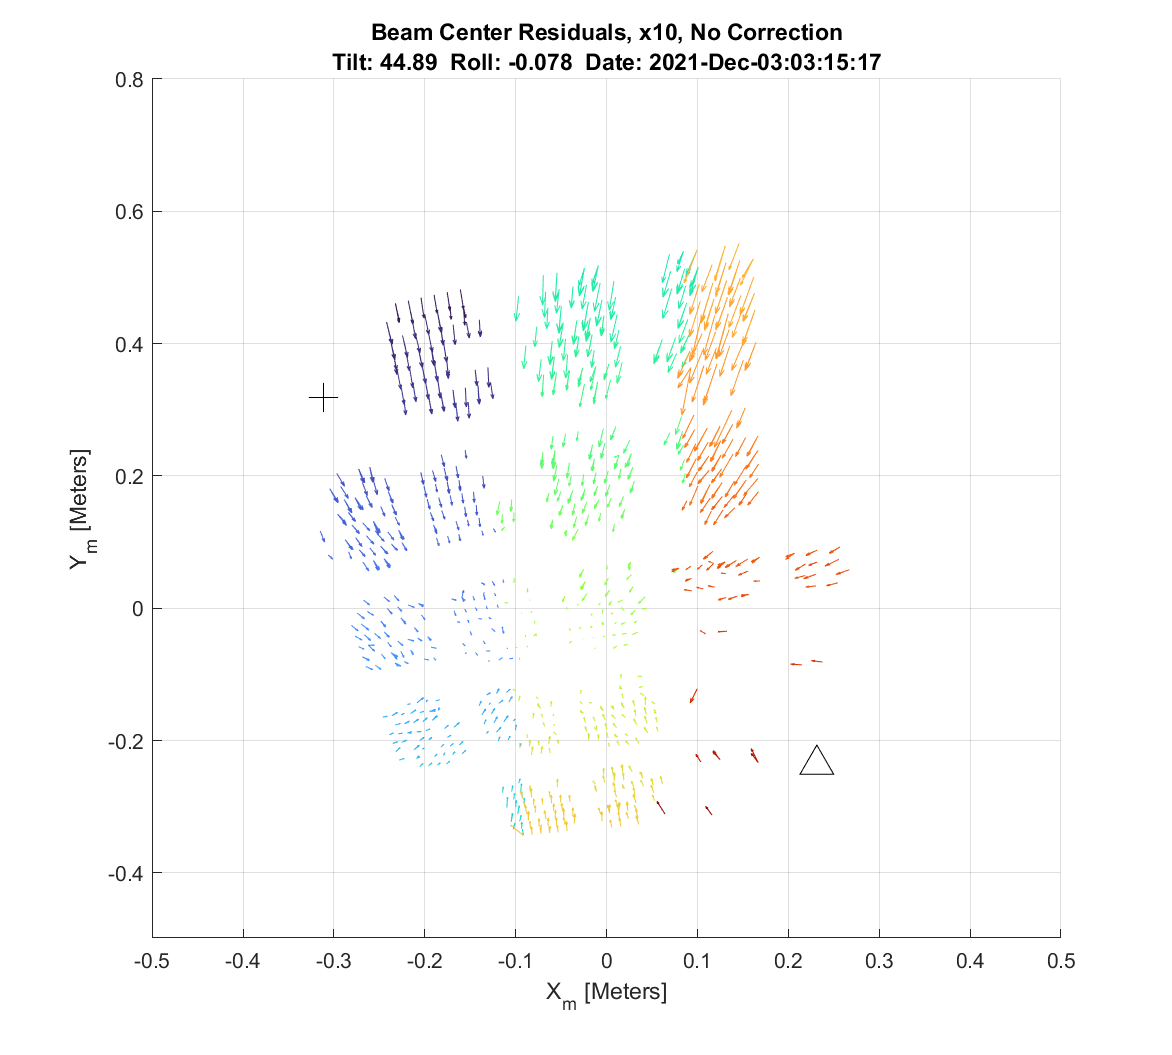 Beam Center Residuals, x10, No Correction
Tilt: 44.89 Roll: -0.078 Date: 2021-Dec-03:03:15:17
0.8
0.6
0.4
0.2
0
-0.2
-0.4
Y_m [Meters]
-0.5 -0.4 -0.3 -0.2 -0.1 0 0.1 0.2 0.3 0.4 0.5
X_m [Meters]